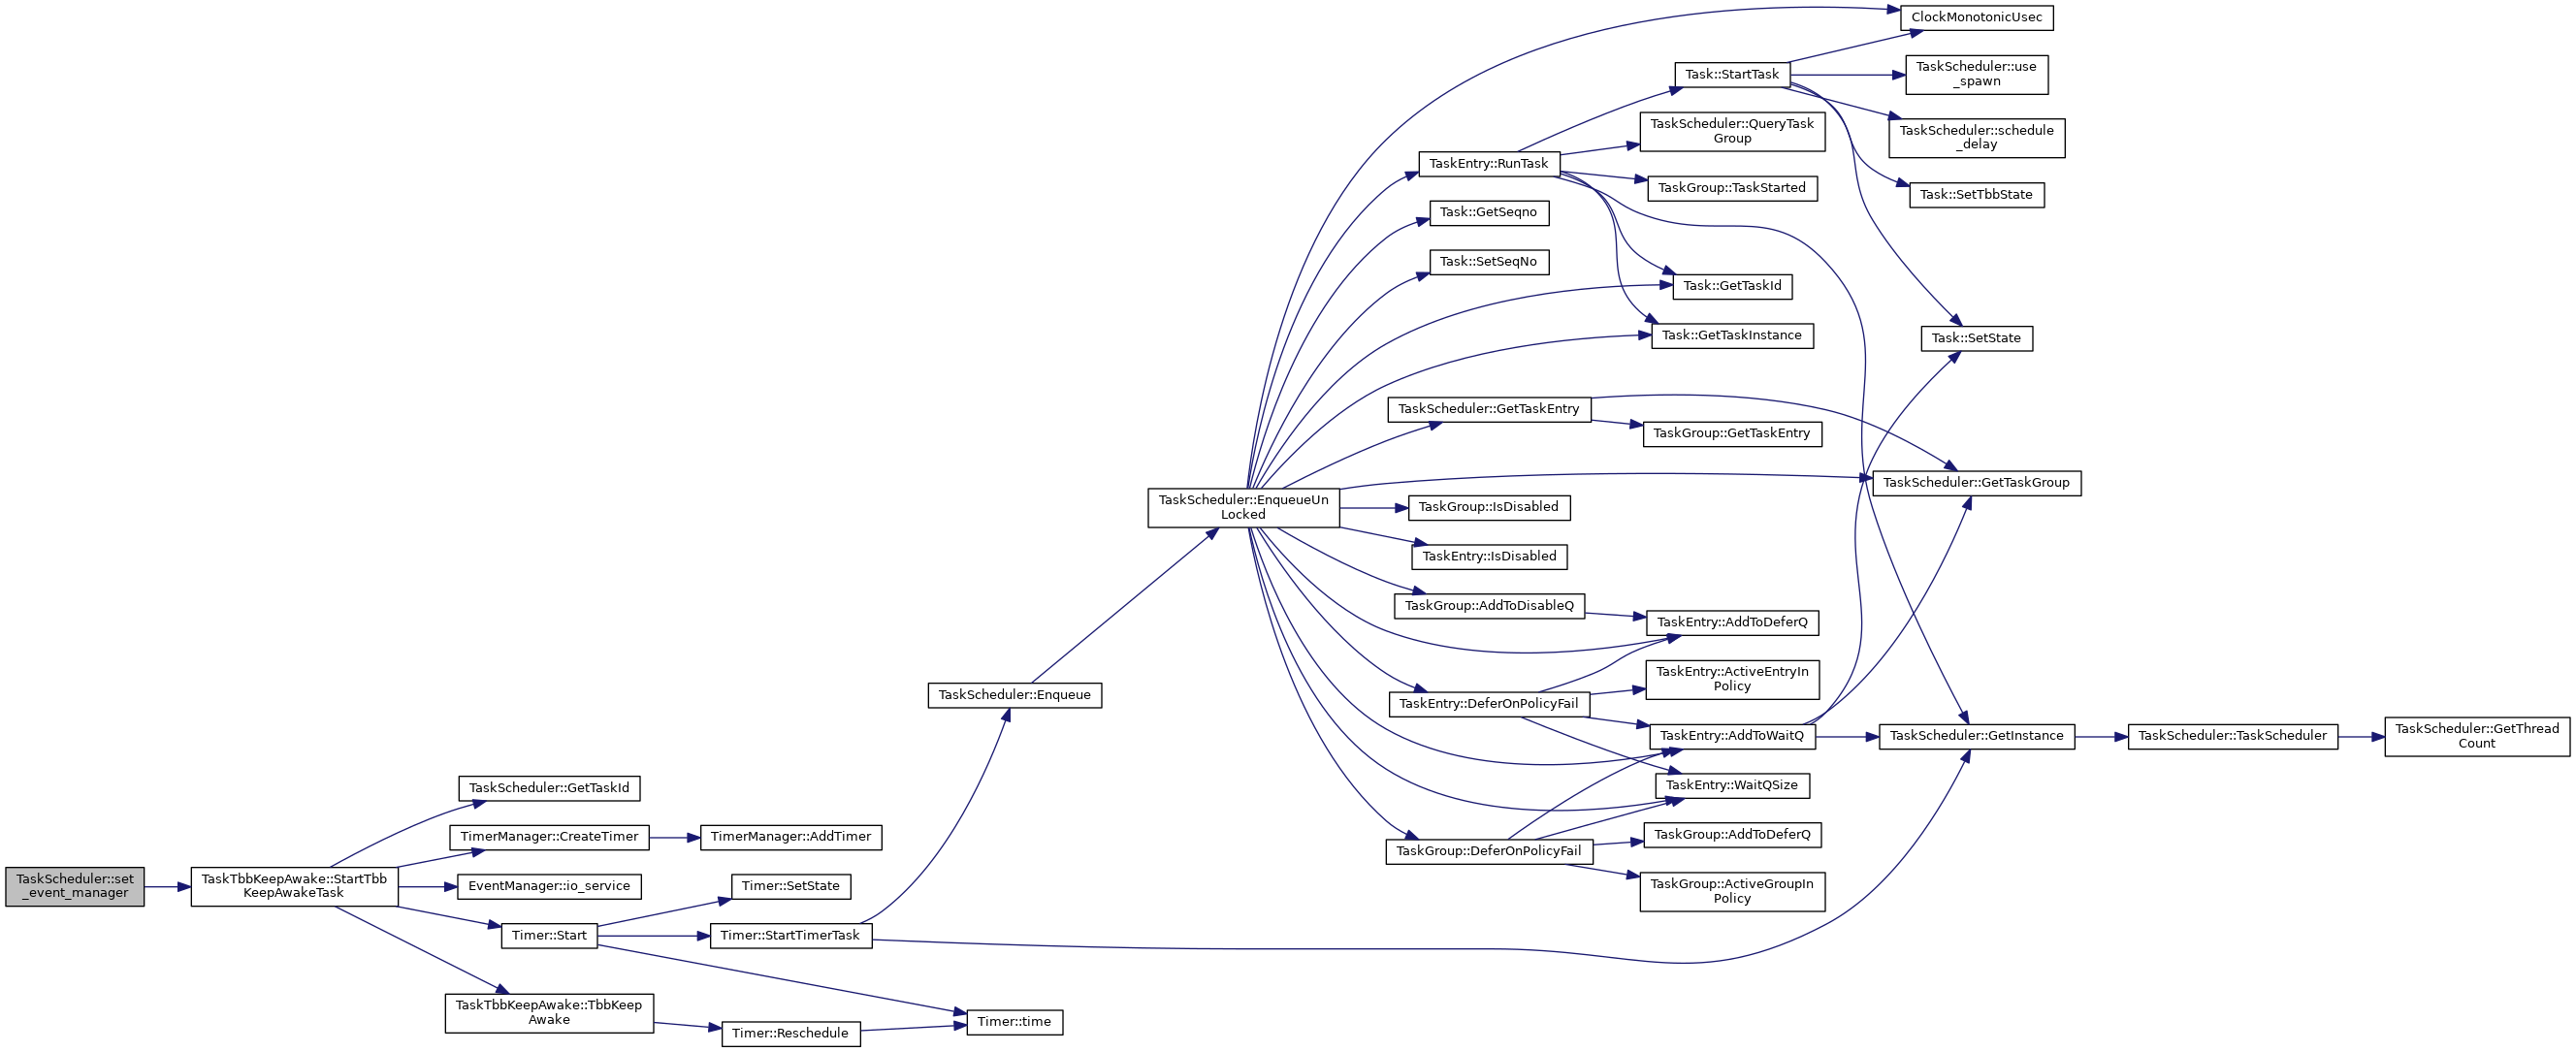 ClockMonotonicUsec
Task::StartTask
TaskScheduler::use
_spawn
TaskScheduler::QueryTask
Group
TaskScheduler::schedule
_delay
TaskEntry::RunTask
TaskGroup::TaskStarted
Task::SetTbbState
Task::GetSeqno
Task::SetSeqNo
Task::GetTaskId
Task::GetTaskInstance
Task::SetState
TaskScheduler::GetTaskEntry
TaskGroup::GetTaskEntry
TaskScheduler::GetTaskGroup
TaskScheduler::EnqueueUn
Locked
TaskGroup::IsDisabled
TaskEntry::IsDisabled
TaskGroup::AddToDisableQ
TaskEntry::AddToDeferQ
TaskEntry::ActiveEntryIn
Policy
TaskScheduler::Enqueue
TaskEntry::DeferOnPolicyFail
TaskEntry::AddToWaitQ
TaskScheduler::GetInstance
TaskScheduler::TaskScheduler
TaskScheduler::GetThread
Count
TaskScheduler::GetTaskId
TaskEntry::WaitQSize
TimerManager::CreateTimer
TimerManager::AddTimer
TaskGroup::AddToDeferQ
TaskGroup::DeferOnPolicyFail
TaskScheduler::set
_event_manager
TaskTbbKeepAwake::StartTbb
KeepAwakeTask
EventManager::io_service
Timer::SetState
TaskGroup::ActiveGroupIn
Policy
Timer::Start
Timer::StartTimerTask
TaskTbbKeepAwake::TbbKeep
Awake
Timer::Reschedule
Timer::time